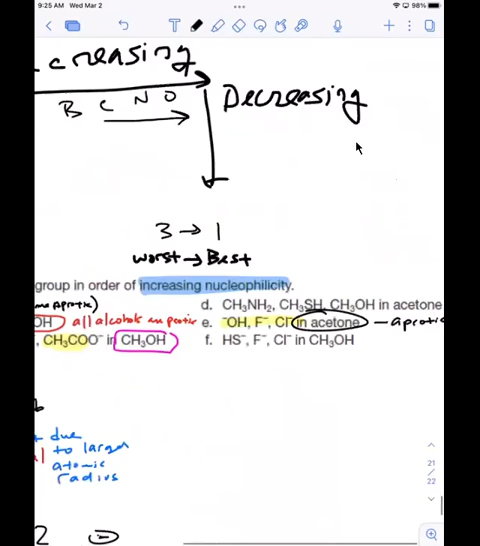 9:25 AM Wed Mar 2
98%
creasing
B C N O
Decreasing
3 → 1
worst → Best
group in order of increasing nucleophilicity.
aprotic)
d. CH₃NH₂, CH₃SH, CH₃OH in acetone
OH all alcohols are protic
e. ⁻OH, F⁻, Cl⁻ in acetone – aprotic
, CH₃COO⁻ in CH₃OH
f. HS⁻, F⁻, Cl⁻ in CH₃OH
due
to larger
atomic
radius
21
/
22
2